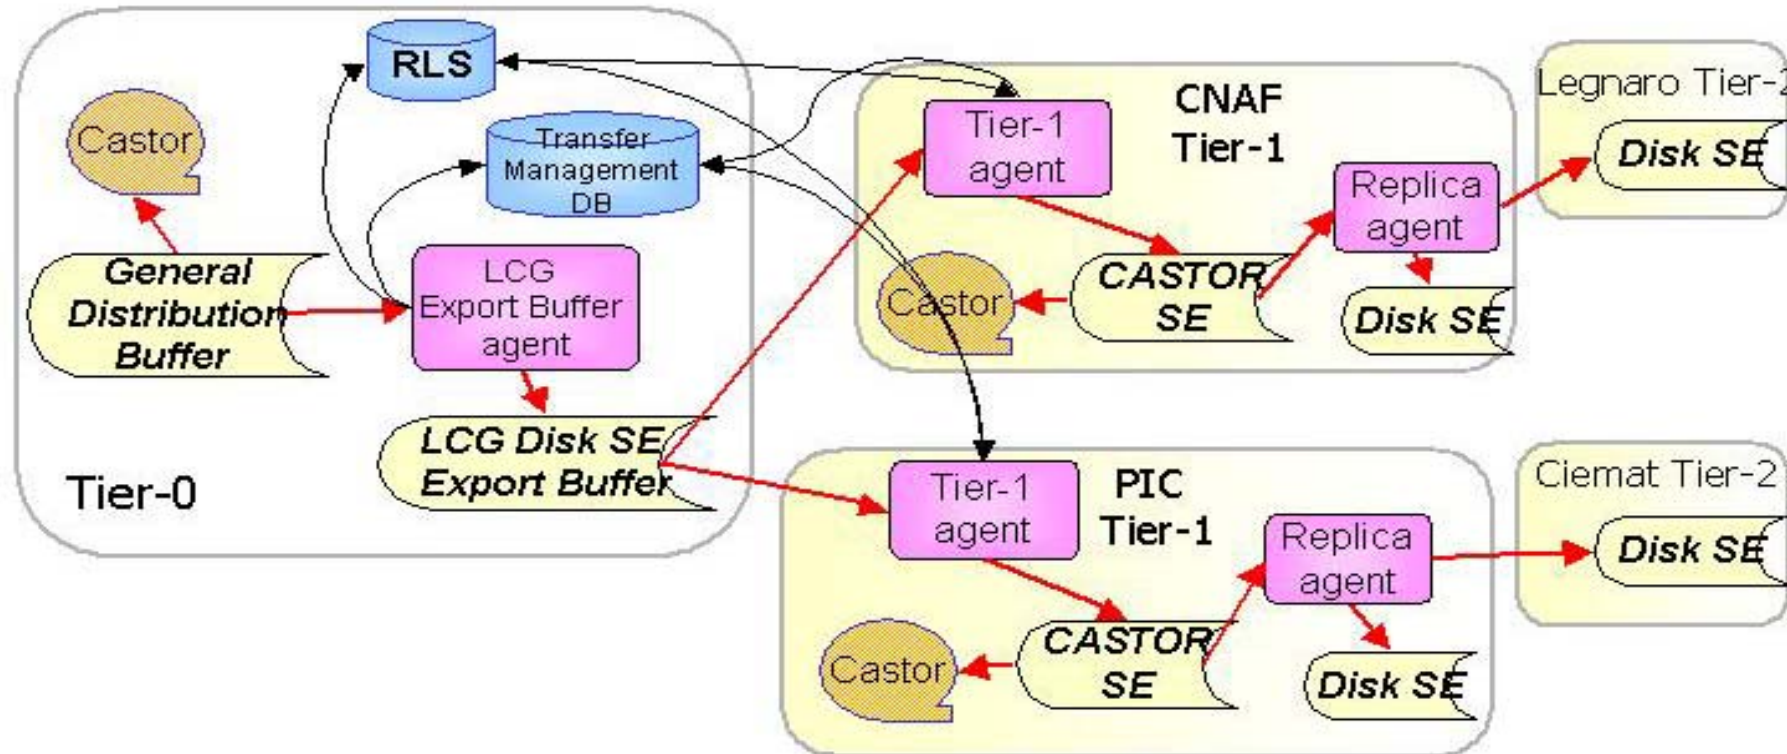 RLS
Castor
Transfer
Management
DB
General
Distribution
Buffer
LCG
Export Buffer
agent
LCG Disk SE
Export Buffer
Tier-0
Tier-1
agent
CNAF
Tier-1
Replica
agent
Castor
CASTOR
SE
Disk SE
Legnaro Tier-2
Disk SE
Tier-1
agent
PIC
Tier-1
Replica
agent
Castor
CASTOR
SE
Disk SE
Ciemat Tier-2
Disk SE